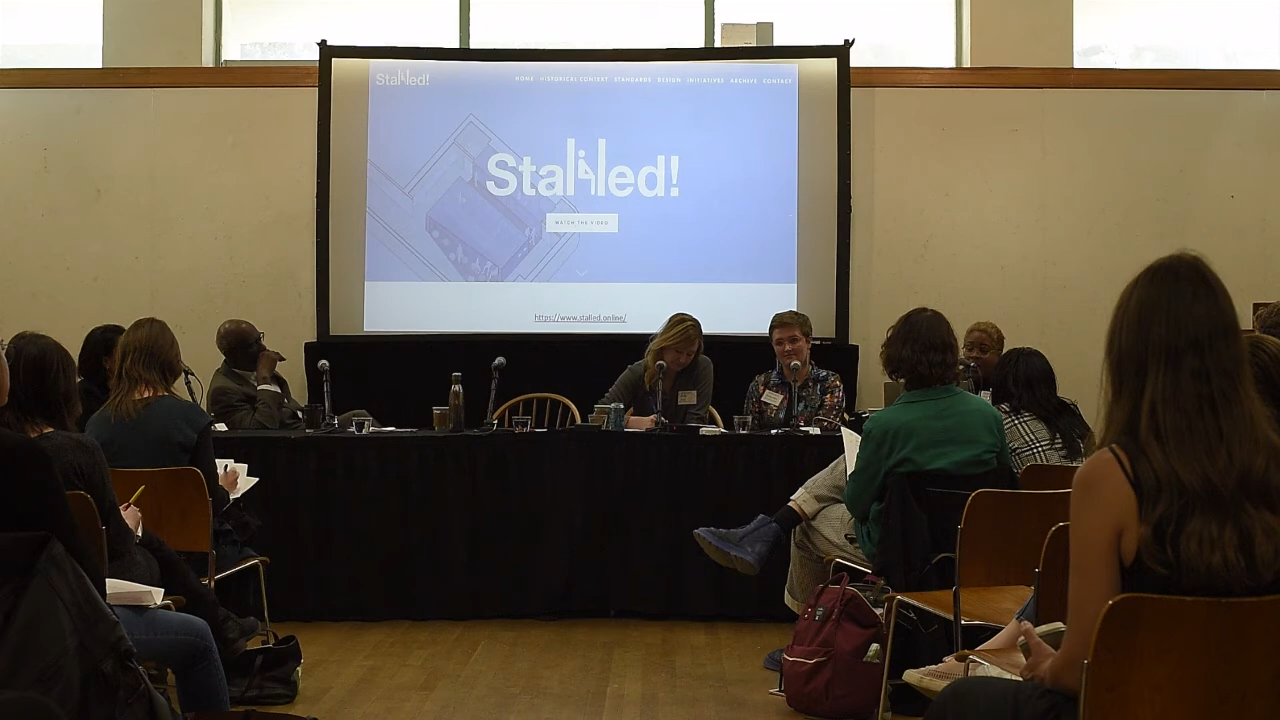 Stalled!
HOME HISTORICAL CONTEXT STANDARDS DESIGN INITIATIVES ARCHIVE CONTACT
Stalled!
WATCH THE VIDEO
https://www.stalled.online/